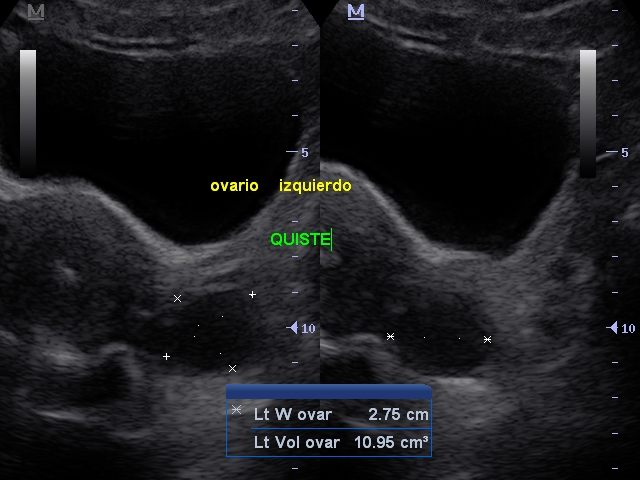 M M
5 5
ovario izquierdo
QUISTE
10 10
Lt W ovar 2.75 cm
Lt Vol ovar 10.95 cm³